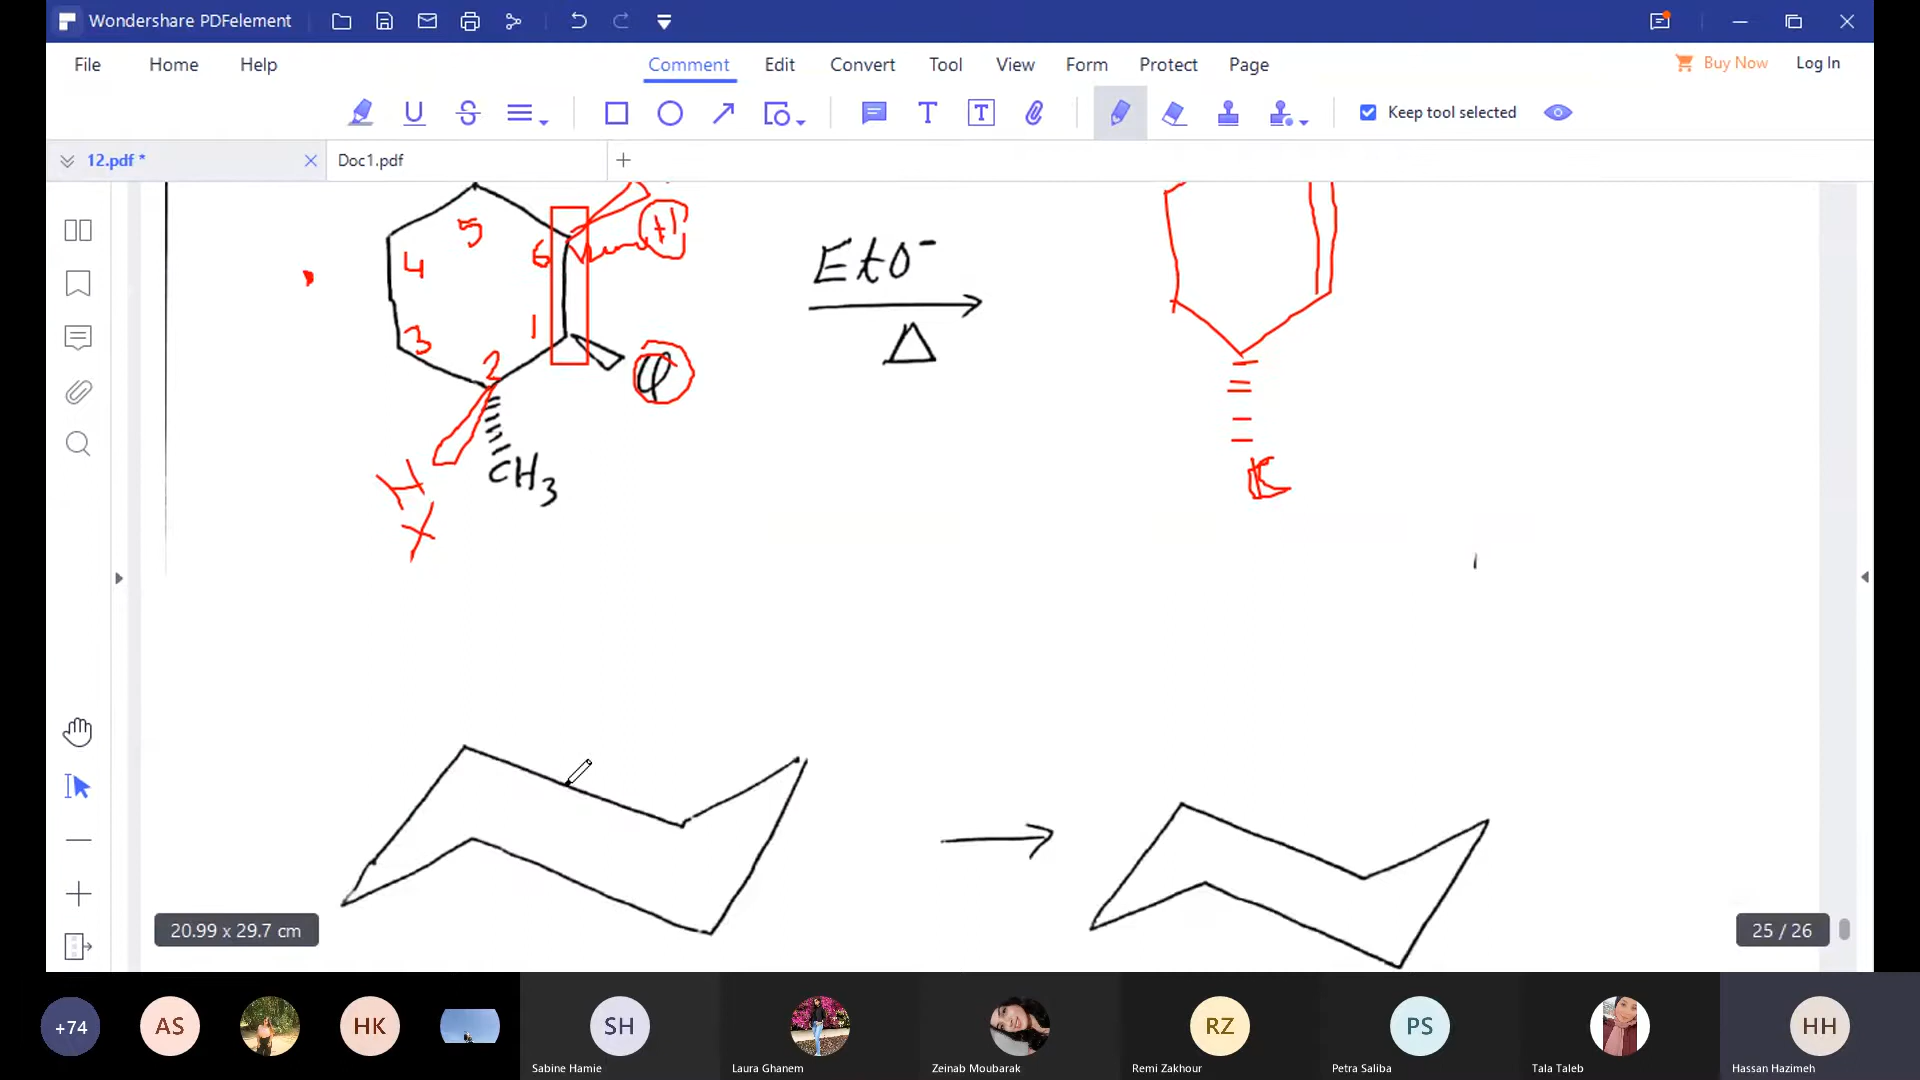 Wondershare PDFelement
File Home Help Comment Edit Convert Tool View Form Protect Page Buy Now Log In
Keep tool selected
12.pdf * Doc1.pdf
5
4 6 H
EtO⁻
Δ
3 1
2
H CH₃
X
20.99 x 29.7 cm
25 / 26
+74 AS HK SH RZ PS HH
Sabine Hamie Laura Ghanem Zeinab Moubarak Remi Zakhour Petra Saliba Tala Taleb Hassan Hazimeh